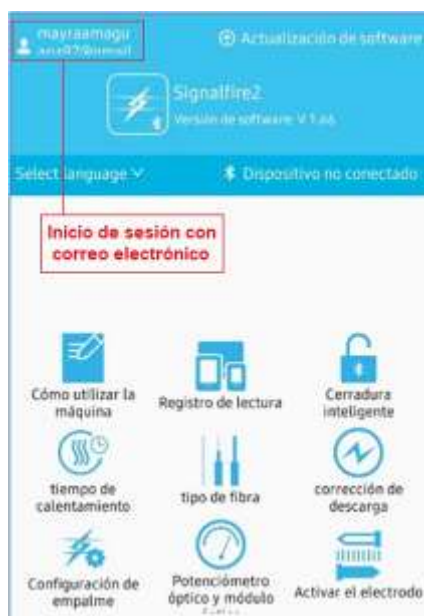 mayraamagu
Actualización de software
Signalfire2
Versión de software: V 1.
Select language
Dispositivo no conectado
Inicio de sesión con
correo electrónico
Cómo utilizar la
máquina
Registro de lectura
Cerradura
inteligente
tiempo de
calentamiento
tipo de fibra
corrección de
descarga
Configuración de
empalme
Potenciómetro
óptico y módulo
Activar el electrodo